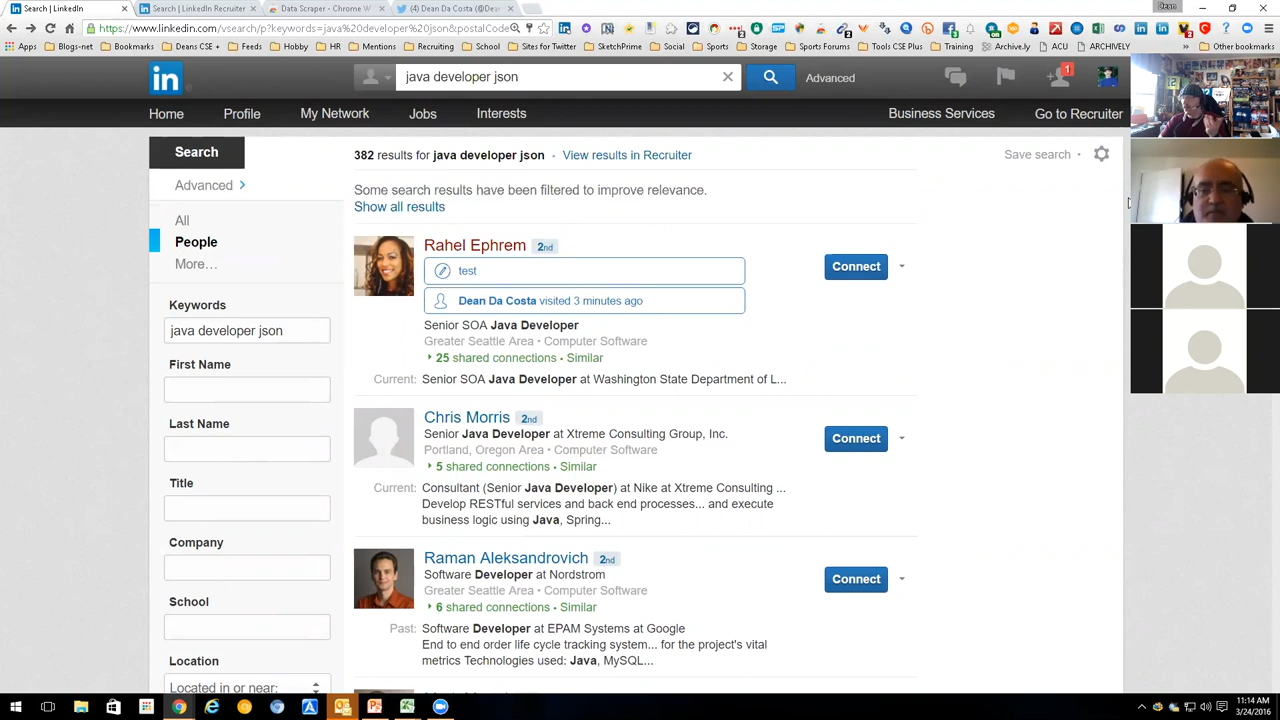 Search | LinkedIn
Search | LinkedIn Recruiter
Data Scraper - Chrome W
(4) Dean Da Costa (@De
Dean
https://www.linkedin.com/vsearch/p?keywords=java%20developer%20json&postalCod
Apps
Blogs-net
Bookmarks
Deans CSE +
Feeds
Hobby
HR
Mentions
Recruiting
School
Sites for Twitter
SketchPrime
Social
Sports
Storage
Sports Forums
Tools CSE Plus
Training
Archive.ly
ACU
ARCHIVELY
Other bookmarks
in
java developer json
Advanced
1
Home
Profile
My Network
Jobs
Interests
Business Services
Go to Recruiter
Search
Advanced
All
People
More...
Keywords
java developer json
First Name
Last Name
Title
Company
School
Location
Located in or near:
382 results for java developer json • View results in Recruiter
Save search
Some search results have been filtered to improve relevance.
Show all results
Rahel Ephrem 2nd
test
Dean Da Costa visited 3 minutes ago
Senior SOA Java Developer
Greater Seattle Area • Computer Software
25 shared connections • Similar
Current: Senior SOA Java Developer at Washington State Department of L...
Connect
Chris Morris 2nd
Senior Java Developer at Xtreme Consulting Group, Inc.
Portland, Oregon Area • Computer Software
5 shared connections • Similar
Current: Consultant (Senior Java Developer) at Nike at Xtreme Consulting ...
Develop RESTful services and back end processes... and execute
business logic using Java, Spring...
Connect
Raman Aleksandrovich 2nd
Software Developer at Nordstrom
Greater Seattle Area • Computer Software
6 shared connections • Similar
Past: Software Developer at EPAM Systems at Google
End to end order life cycle tracking system... for the project's vital
metrics Technologies used: Java, MySQL...
Connect
11:14 AM
3/24/2016